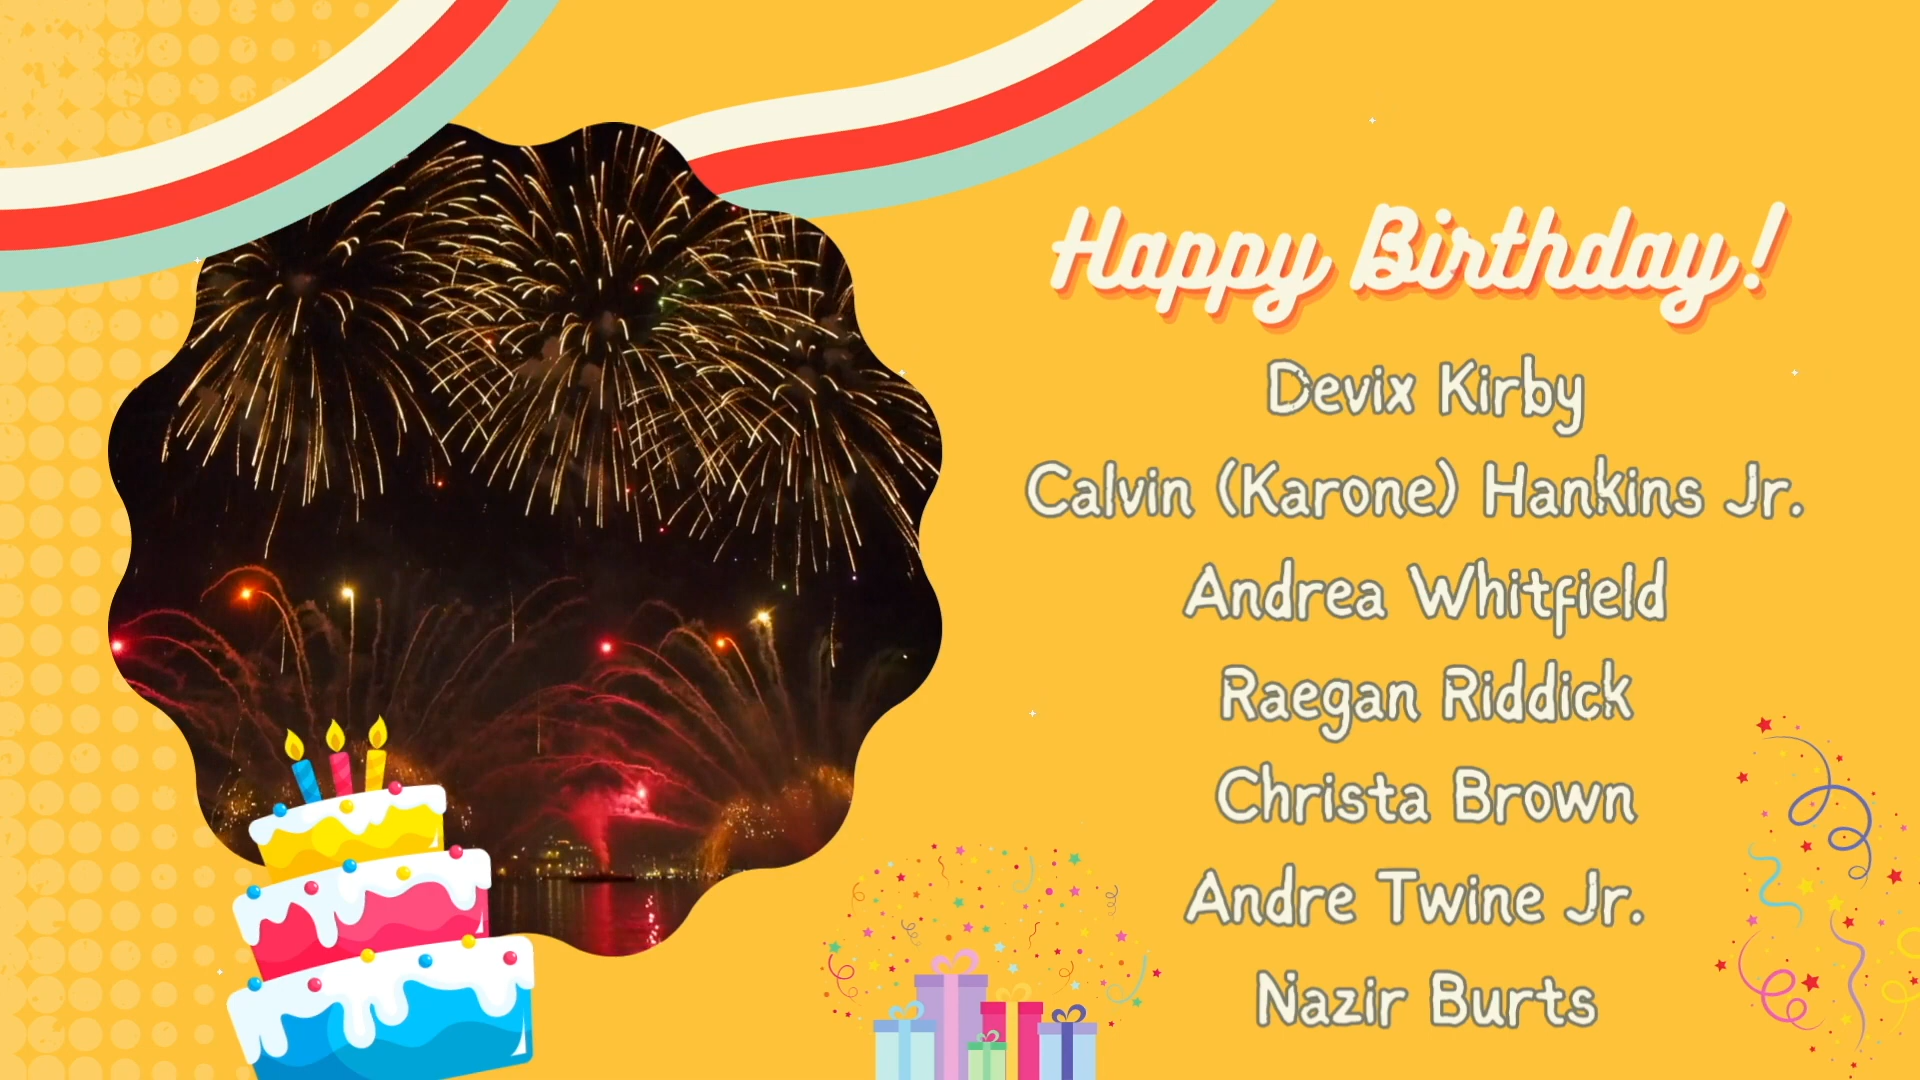 Happy Birthday!
Devix Kirby
Calvin (Karone) Hankins Jr.
Andrea Whitfield
Raegan Riddick
Christa Brown
Andre Twine Jr.
Nazir Burts